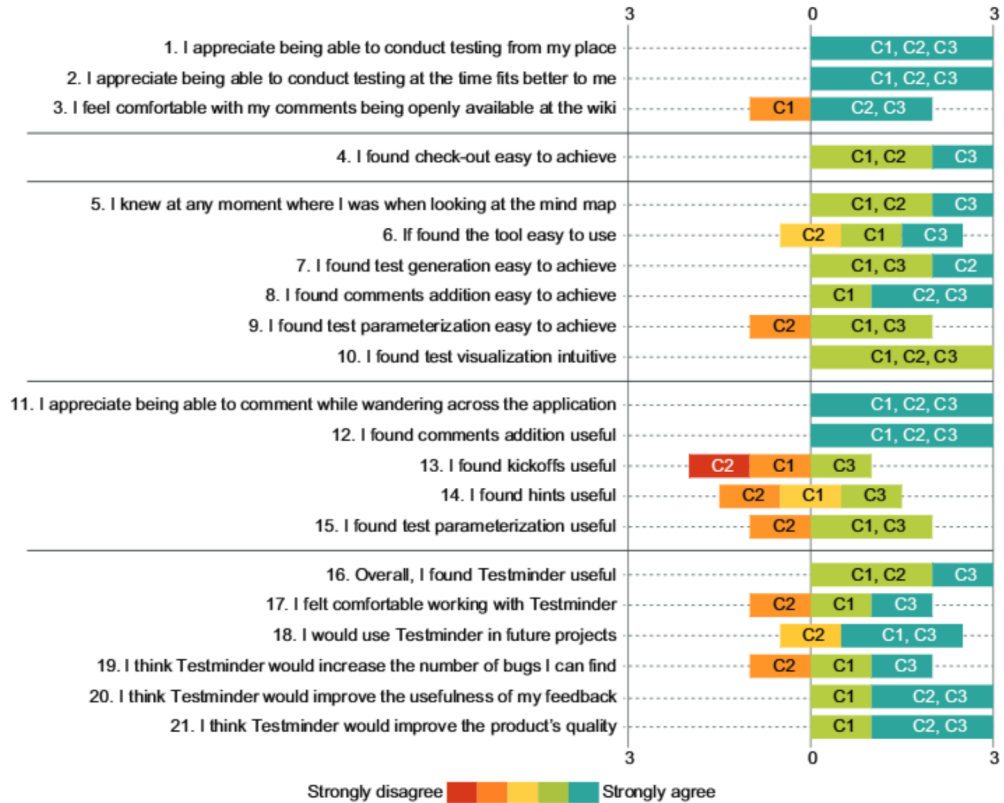 3 0 3
1. I appreciate being able to conduct testing from my place C1, C2, C3
2. I appreciate being able to conduct testing at the time fits better to me C1, C2, C3
3. I feel comfortable with my comments being openly available at the wiki C1 C2, C3
4. I found check-out easy to achieve C1, C2 C3
5. I knew at any moment where I was when looking at the mind map C1, C2 C3
6. If found the tool easy to use C2 C1 C3
7. I found test generation easy to achieve C1, C3 C2
8. I found comments addition easy to achieve C1 C2, C3
9. I found test parameterization easy to achieve C2 C1, C3
10. I found test visualization intuitive C1, C2, C3
11. I appreciate being able to comment while wandering across the application C1, C2, C3
12. I found comments addition useful C1, C2, C3
13. I found kickoffs useful C2 C1 C3
14. I found hints useful C2 C1 C3
15. I found test parameterization useful C2 C1, C3
16. Overall, I found Testminder useful C1, C2 C3
17. I felt comfortable working with Testminder C2 C1 C3
18. I would use Testminder in future projects C2 C1, C3
19. I think Testminder would increase the number of bugs I can find C2 C1 C3
20. I think Testminder would improve the usefulness of my feedback C1 C2, C3
21. I think Testminder would improve the product's quality C1 C2, C3
3 0 3
Strongly disagree Strongly agree